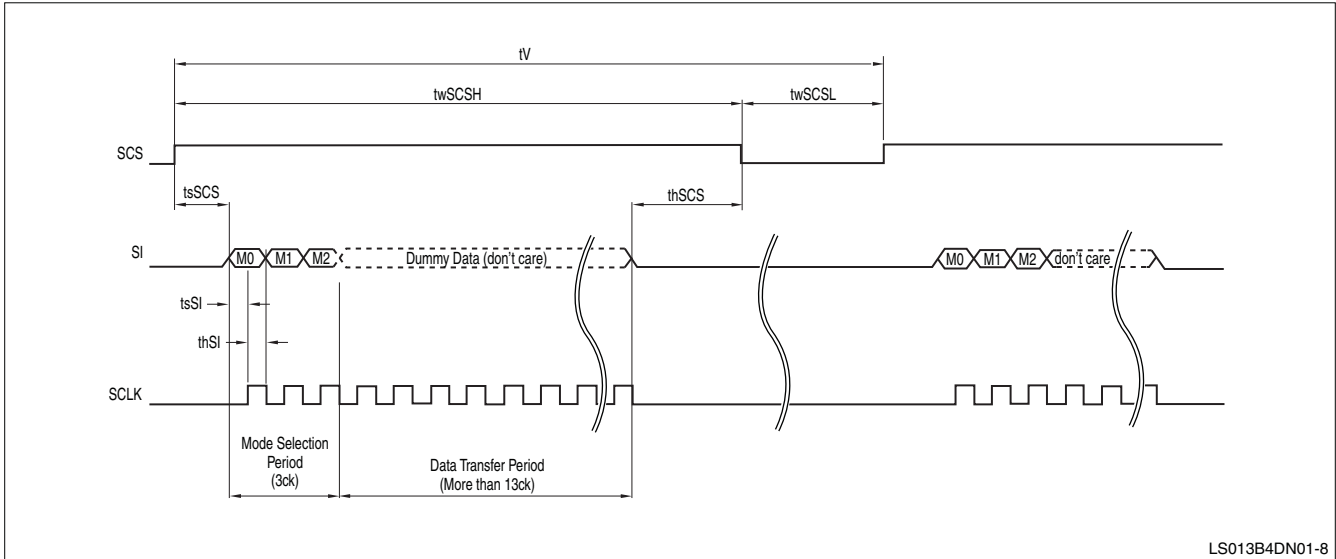 tV
twSCSH
twSCSL
SCS
tsSCS
thSCS
SI
M0
M1
M2
Dummy Data (don't care)
M0
M1
M2
don't care
tsSI
thSI
SCLK
Mode Selection
Period
(3ck)
Data Transfer Period
(More than 13ck)
LS013B4DN01-8